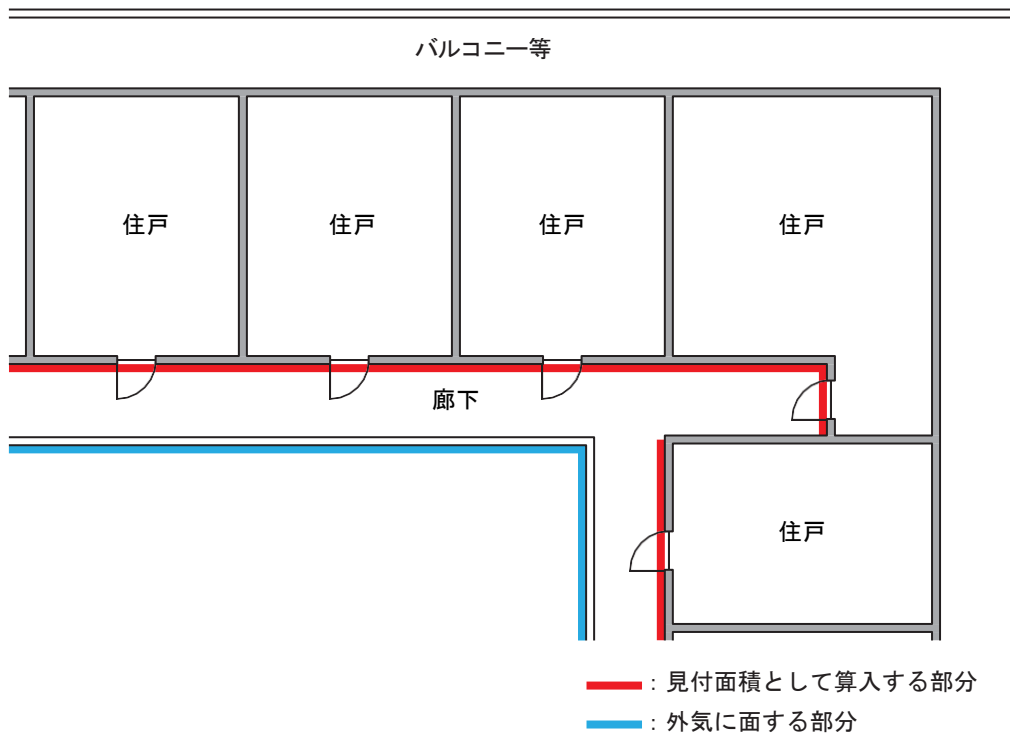 バルコニー等
住戸
住戸
住戸
住戸
廊下
住戸
：見付面積として算入する部分
：外気に面する部分